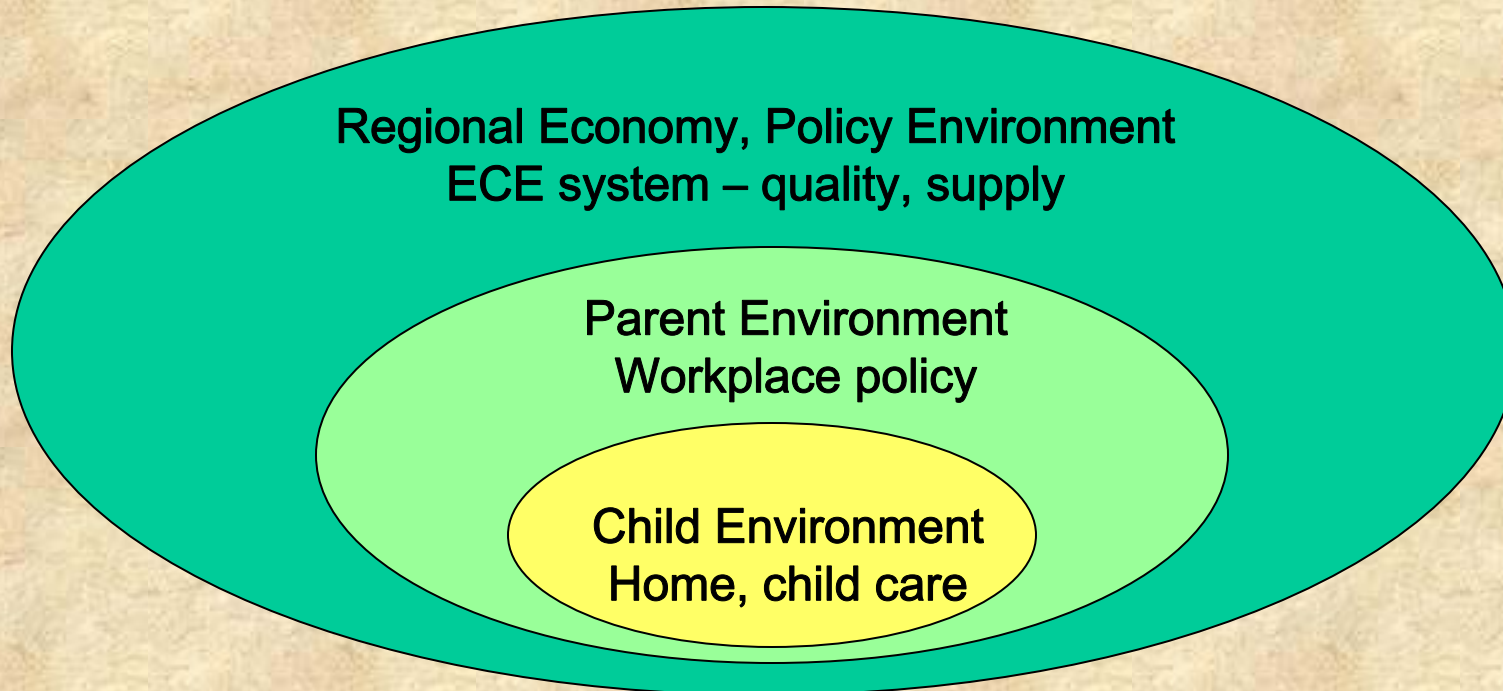 Regional Economy, Policy Environment
ECE system – quality, supply
Parent Environment
Workplace policy
Child Environment
Home, child care